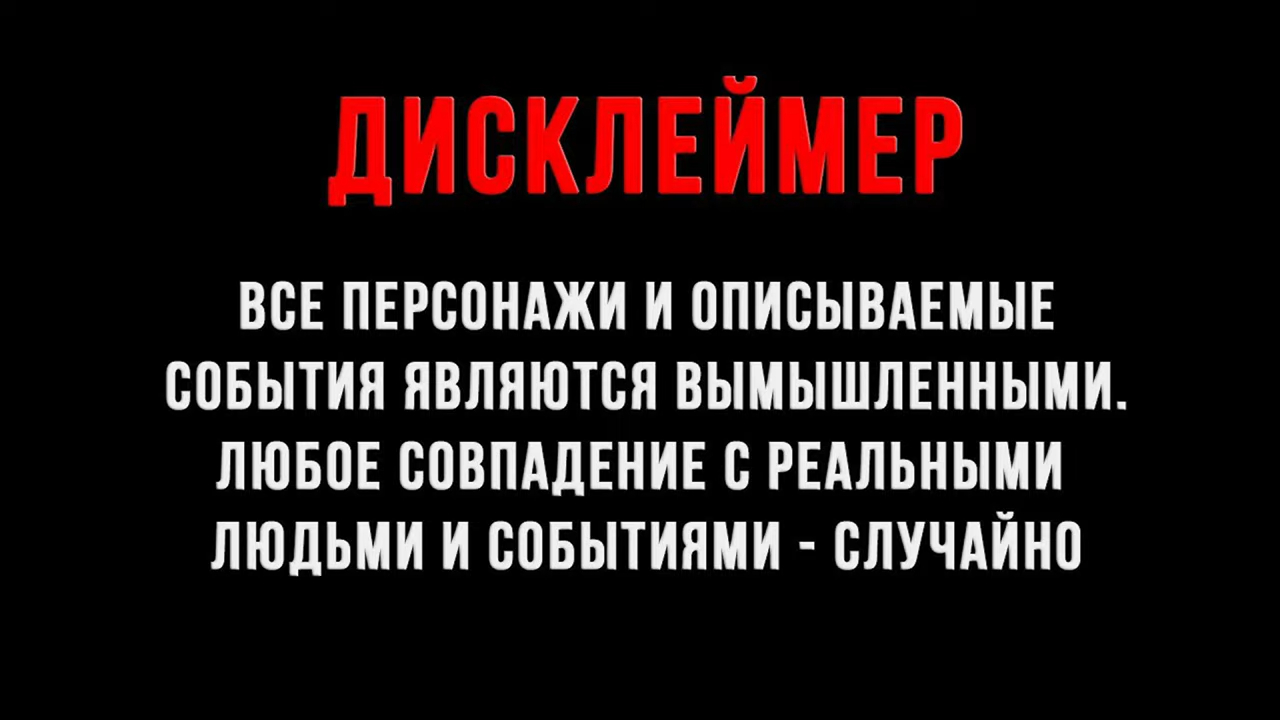 ДИСКЛЕЙМЕР
ВСЕ ПЕРСОНАЖИ И ОПИСЫВАЕМЫЕ
СОБЫТИЯ ЯВЛЯЮТСЯ ВЫМЫШЛЕННЫМИ.
ЛЮБОЕ СОВПАДЕНИЕ С РЕАЛЬНЫМИ
ЛЮДЬМИ И СОБЫТИЯМИ - СЛУЧАЙНО